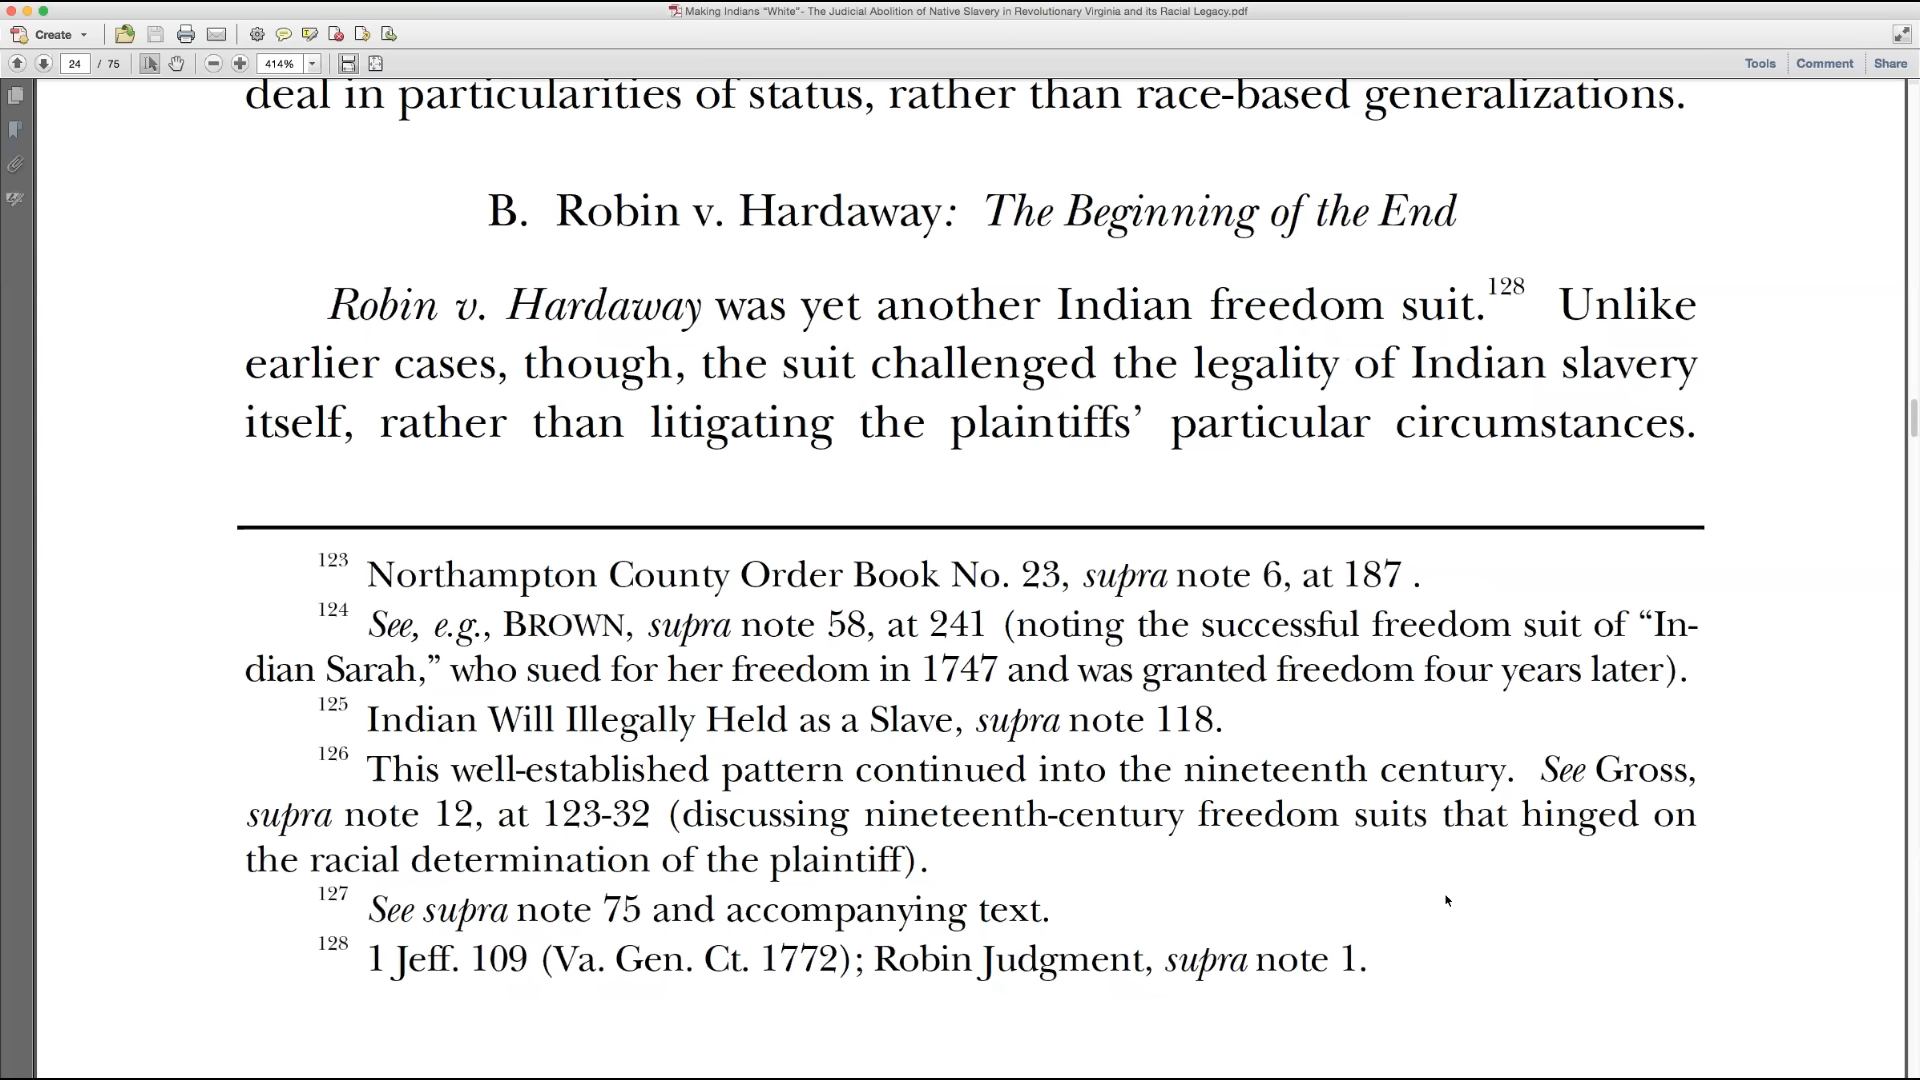 Making Indians “White”- The Judicial Abolition of Native Slavery in Revolutionary Virginia and its Racial Legacy.pdf
Create
24 / 75 414% Tools Comment Share
deal in particularities of status, rather than race-based generalizations.
B. Robin v. Hardaway: The Beginning of the End
Robin v. Hardaway was yet another Indian freedom suit.128 Unlike
earlier cases, though, the suit challenged the legality of Indian slavery
itself, rather than litigating the plaintiffs’ particular circumstances.
123 Northampton County Order Book No. 23, supra note 6, at 187 .
124 See, e.g., BROWN, supra note 58, at 241 (noting the successful freedom suit of “In-
dian Sarah,” who sued for her freedom in 1747 and was granted freedom four years later).
125 Indian Will Illegally Held as a Slave, supra note 118.
126 This well-established pattern continued into the nineteenth century. See Gross,
supra note 12, at 123-32 (discussing nineteenth-century freedom suits that hinged on
the racial determination of the plaintiff).
127 See supra note 75 and accompanying text.
128 1 Jeff. 109 (Va. Gen. Ct. 1772); Robin Judgment, supra note 1.